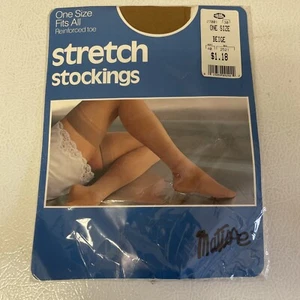 One Size
Fits All
Reinforced toe
stretch
stockings
ONE SIZE
BEIGE
$1.18